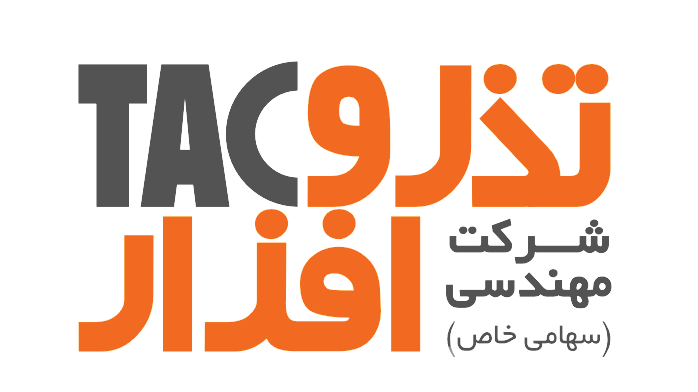 تذرو TAC
افزار
شرکت
مهندسی
(سهامی خاص)